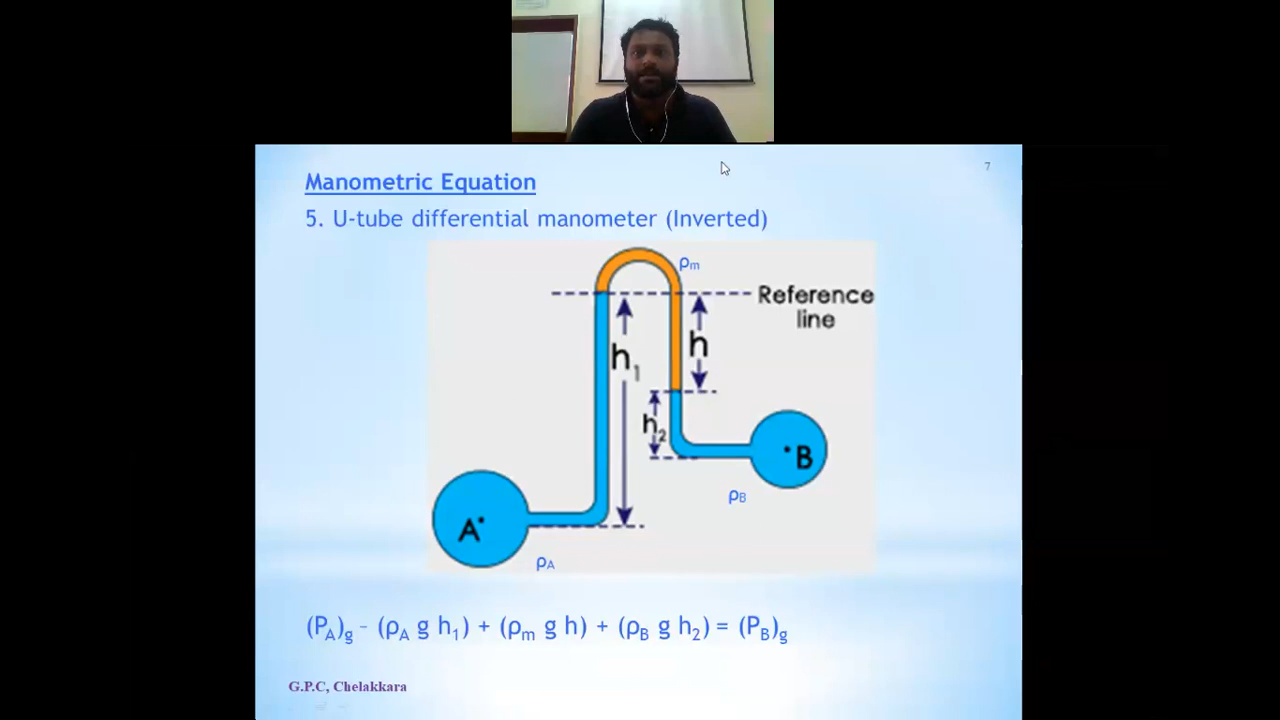 7
Manometric Equation
5. U-tube differential manometer (Inverted)
ρm
Reference
line
h
h1
h2
B
ρB
A
ρA
(PA)g - (ρA g h1) + (ρm g h) + (ρB g h2) = (PB)g
G.P.C, Chelakkara